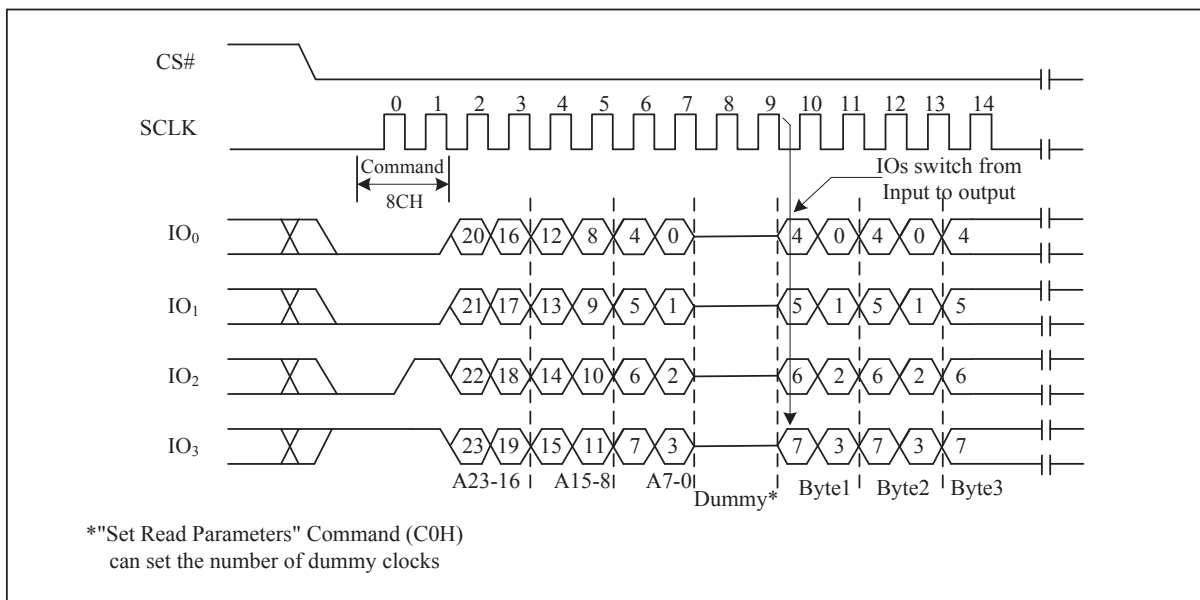 CS#
0 1 2 3 4 5 6 7 8 9 10 11 12 13 14
SCLK
Command
8CH
IOs switch from
Input to output
IO₀ 20 16 12 8 4 0 4 0 4 0 4
IO₁ 21 17 13 9 5 1 5 1 5 1 5
IO₂ 22 18 14 10 6 2 6 2 6 2 6
IO₃ 23 19 15 11 7 3 7 3 7 3 7
A23-16 A15-8 A7-0 Dummy* Byte1 Byte2 Byte3
*"Set Read Parameters" Command (C0H)
can set the number of dummy clocks